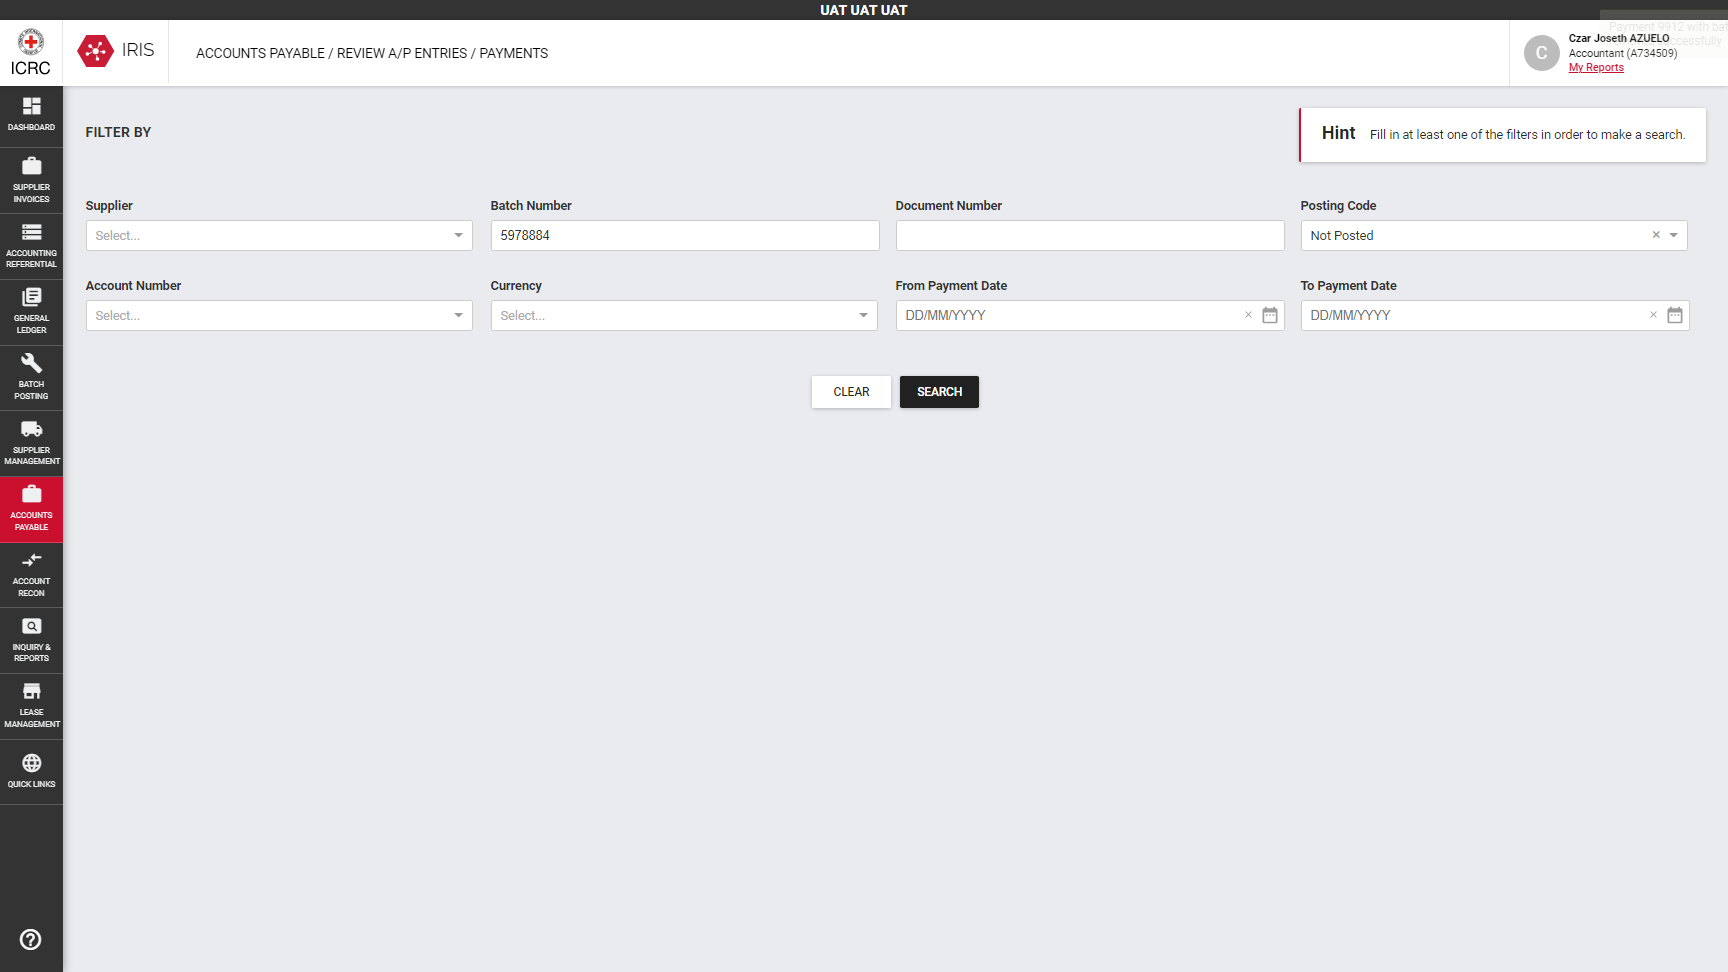 UAT UAT UAT
ICRC
IRIS
ACCOUNTS PAYABLE / REVIEW A/P ENTRIES / PAYMENTS
Payment 9912 with bat
C
Czar Joseth AZUELO
Accountant (A734509)
My Reports
DASHBOARD
SUPPLIER
INVOICES
ACCOUNTING
REFERENTIAL
GENERAL
LEDGER
BATCH
POSTING
SUPPLIER
MANAGEMENT
ACCOUNTS
PAYABLE
ACCOUNT
RECON
INQUIRY &
REPORTS
LEASE
MANAGEMENT
QUICK LINKS
FILTER BY
Hint Fill in at least one of the filters in order to make a search.
Supplier Batch Number Document Number Posting Code
Select... 5978884 Not Posted
Account Number Currency From Payment Date To Payment Date
Select... Select... DD/MM/YYYY DD/MM/YYYY
CLEAR SEARCH